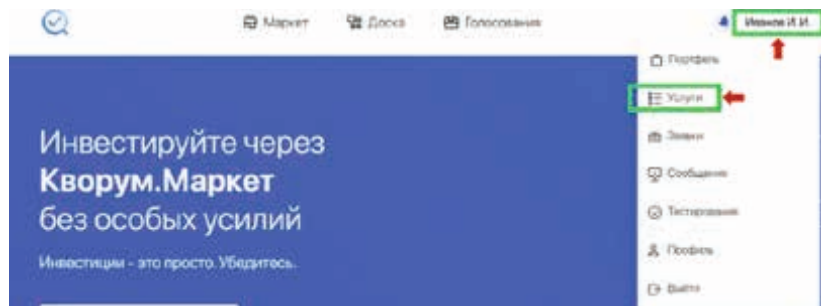 Маркет Доска Голосования Иванов И.И.
Портфель
Услуги
Заявки
Инвестируйте через
Кворум.Маркет
Сообщения
без особых усилий
Тестирование
Инвестиции - это просто. Убедитесь.
Профиль
Выйти